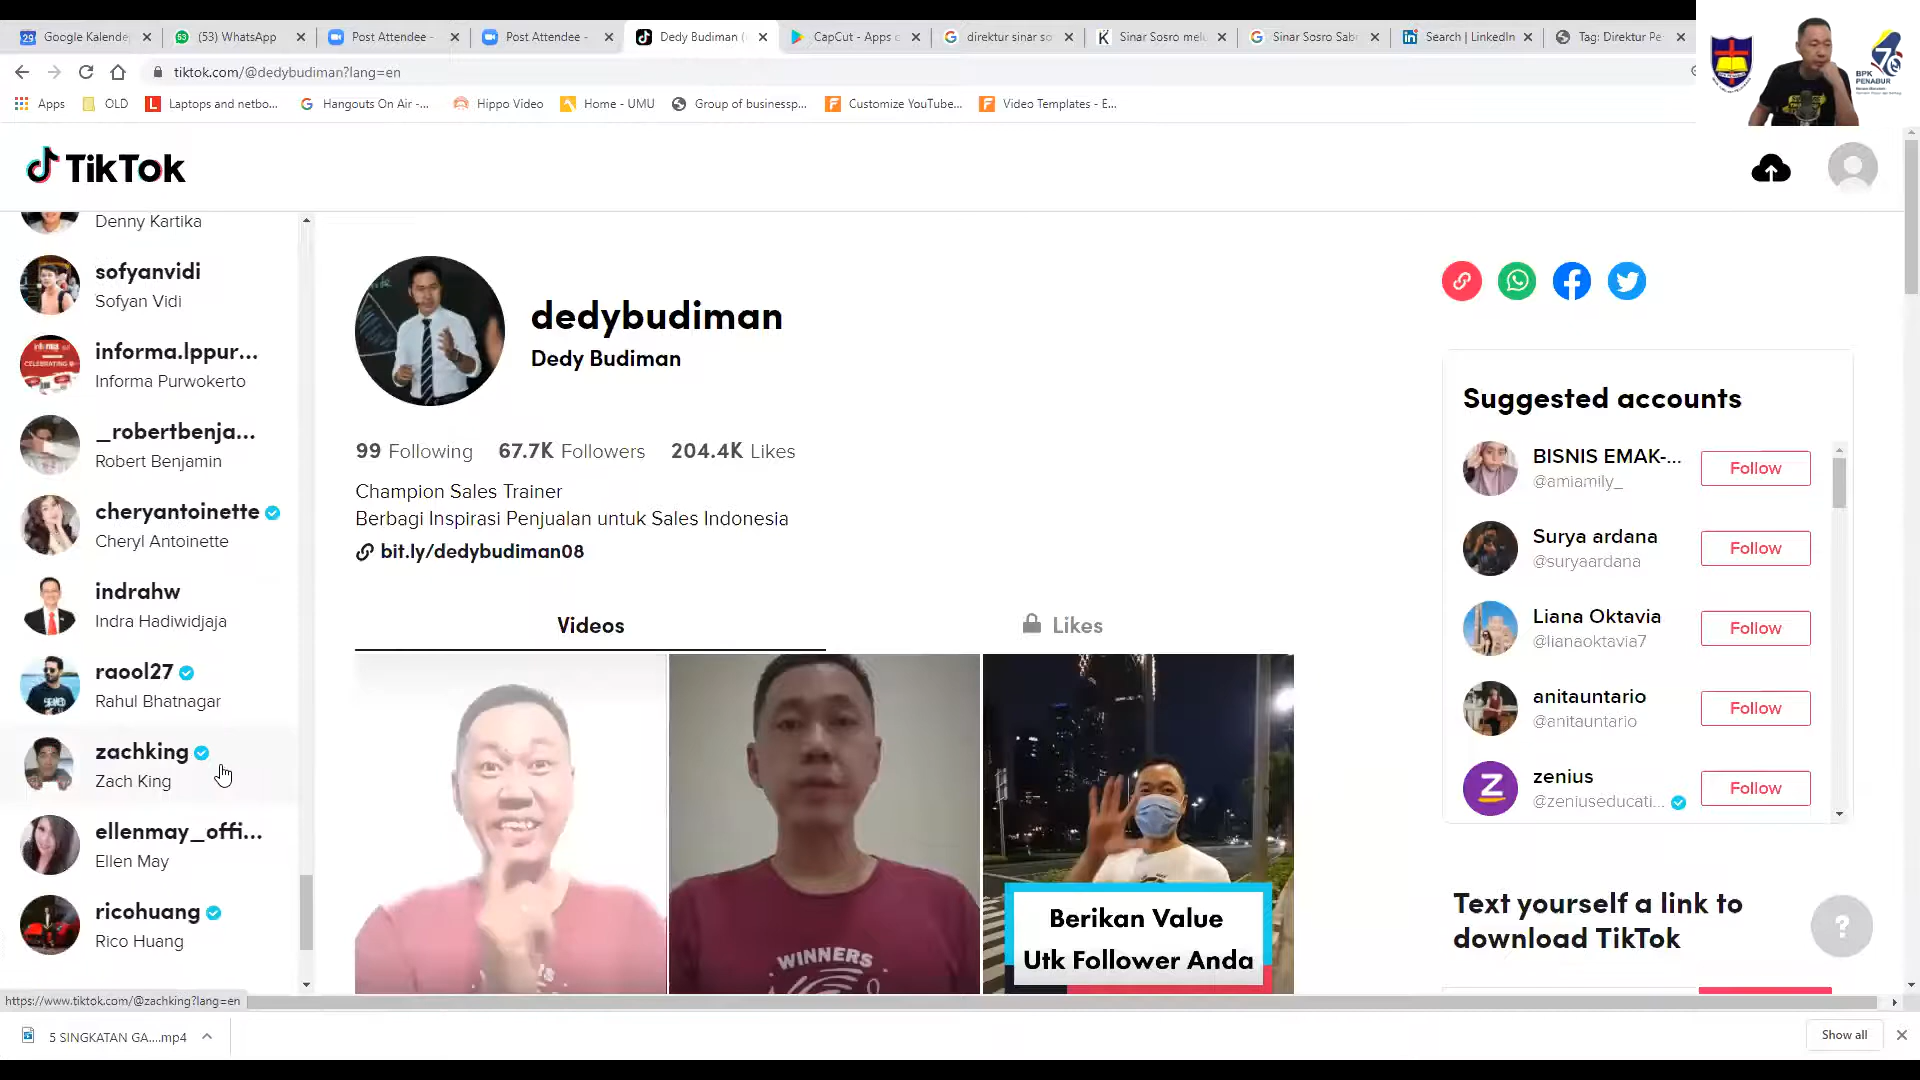 Google Kalende
(53) WhatsApp
Post Attendee -
Post Attendee -
Dedy Budiman (
CapCut - Apps
direktur sinar so
Sinar Sosro mel
Sinar Sosro Sab
Search | LinkedIn
Tag: Direktur Pe
tiktok.com/@dedybudiman?lang=en
Apps
OLD
Laptops and netbo...
Hangouts On Air -...
Hippo Video
Home - UMU
Group of businessp...
Customize YouTube...
Video Templates - E...
BPK
PENABUR
TikTok
Denny Kartika
sofyanvidi
Sofyan Vidi
informa.lppur...
Informa Purwokerto
_robertbenja...
Robert Benjamin
cheryantoinette
Cheryl Antoinette
indrahw
Indra Hadiwidjaja
raool27
Rahul Bhatnagar
zachking
Zach King
ellenmay_offi...
Ellen May
ricohuang
Rico Huang
dedybudiman
Dedy Budiman
99 Following 67.7K Followers 204.4K Likes
Champion Sales Trainer
Berbagi Inspirasi Penjualan untuk Sales Indonesia
bit.ly/dedybudiman08
Videos
Likes
WINNERS
Berikan Value
Utk Follower Anda
Suggested accounts
BISNIS EMAK-...
@amiamily_
Follow
Surya ardana
@suryaardana
Follow
Liana Oktavia
@lianaoktavia7
Follow
anitauntario
@anitauntario
Follow
zenius
@zeniuseducati...
Follow
Text yourself a link to
download TikTok
?
https://www.tiktok.com/@zachking?lang=en
5 SINGKATAN GA....mp4
Show all